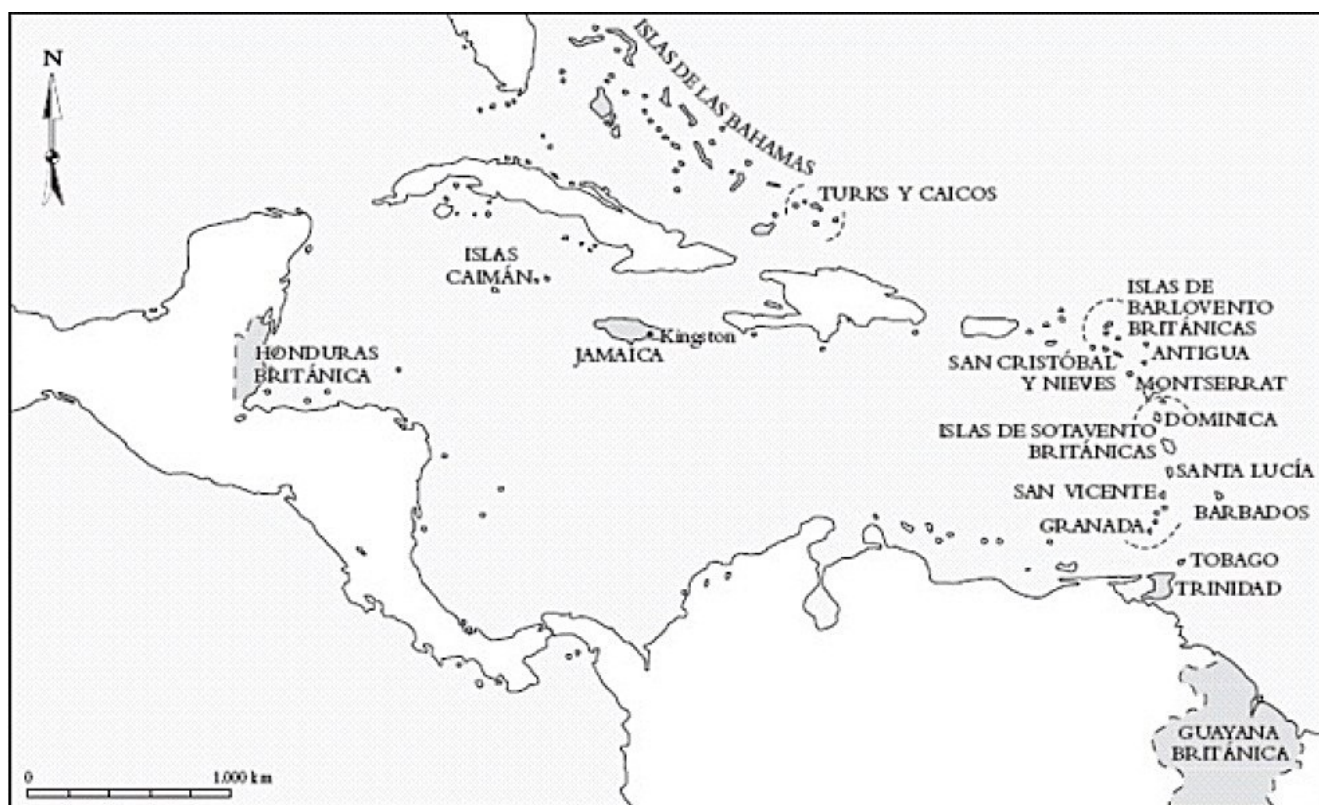 N
ISLAS DE LAS BAHAMAS
TURKS Y CAICOS
ISLAS
CAIMÁN
ISLAS DE
BARLOVENTO
BRITÁNICAS
Kingston
JAMAICA
HONDURAS
BRITÁNICA
ANTIGUA
SAN CRISTÓBAL
Y NIEVES
MONTSERRAT
DOMINICA
ISLAS DE SOTAVENTO
BRITÁNICAS
SANTA LUCÍA
SAN VICENTE
BARBADOS
GRANADA
TOBAGO
TRINIDAD
GUAYANA
BRITÁNICA
0 1.000 km